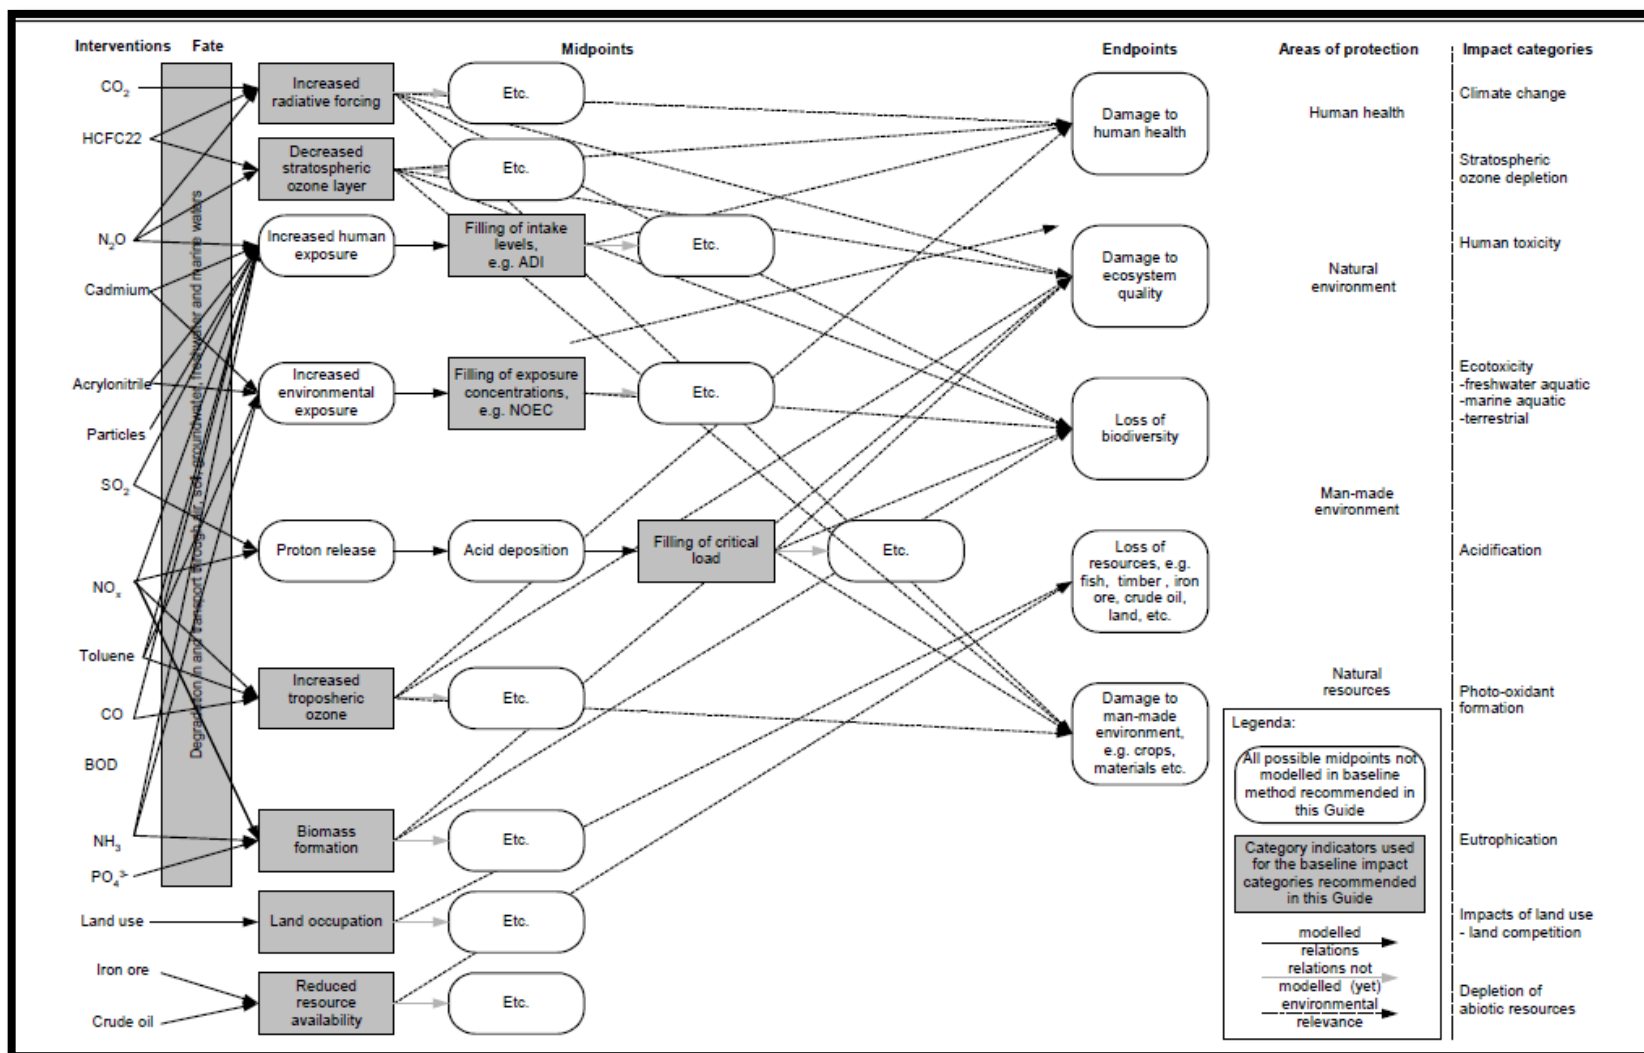 Interventions
Fate
Midpoints
Endpoints
Areas of protection
Impact categories
CO2
HCFC22
N2O
Cadmium
Acrylonitrile
Particles
SO2
NOx
Toluene
CO
BOD
NH3
PO4 3-
Land use
Iron ore
Crude oil
Degradation in and transport through air, soil, groundwater, freshwater and marine waters
Increased
radiative forcing
Etc.
Decreased
stratospheric
ozone layer
Etc.
Increased human
exposure
Filling of intake
levels,
e.g. ADI
Etc.
Increased
environmental
exposure
Filling of exposure
concentrations,
e.g. NOEC
Etc.
Proton release
Acid deposition
Filling of critical
load
Etc.
Increased
troposheric
ozone
Etc.
Biomass
formation
Etc.
Land occupation
Etc.
Reduced
resource
availability
Etc.
Damage to
human health
Damage to
ecosystem
quality
Loss of
biodiversity
Loss of
resources, e.g.
fish, timber , iron
ore, crude oil,
land, etc.
Damage to
man-made
environment,
e.g. crops,
materials etc.
Human health
Natural
environment
Man-made
environment
Natural
resources
Climate change
Stratospheric
ozone depletion
Human toxicity
Ecotoxicity
-freshwater aquatic
-marine aquatic
-terrestrial
Acidification
Photo-oxidant
formation
Eutrophication
Impacts of land use
- land competition
Depletion of
abiotic resources
Legenda:
All possible midpoints not
modelled in baseline
method recommended in
this Guide
Category indicators used
for the baseline impact
categories recommended
in this Guide
modelled
relations
relations not
modelled (yet)
environmental
relevance